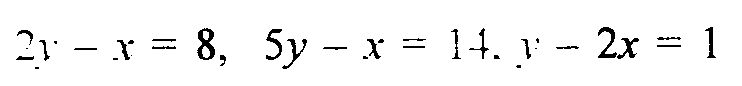 2y − x = 8, 5y − x = 14, y − 2x = 1